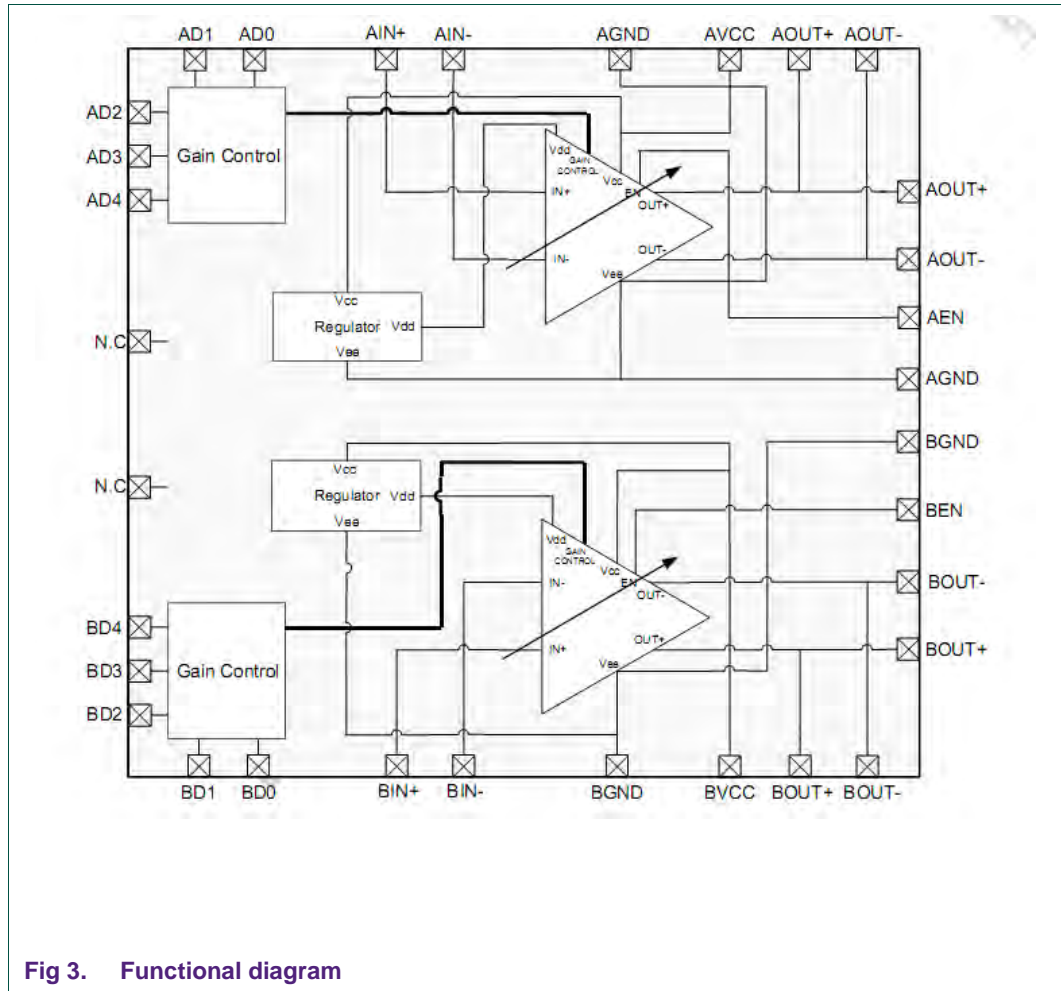 AD1 AD0 AIN+ AIN- AGND AVCC AOUT+ AOUT-
AD2
AD3
AD4
Gain Control
Vdd
GAIN
CONTROL
Vcc
EN
IN+
OUT+
IN-
OUT-
Vee
AOUT+
AOUT-
AEN
AGND
Vcc
Regulator Vdd
Vee
N.C
N.C
Vcc
Regulator Vdd
Vee
BGND
BEN
BOUT-
BOUT+
Vdd
GAIN
CONTROL
Vcc
EN
IN-
OUT-
IN+
OUT+
Vee
BD4
BD3
BD2
Gain Control
BD1 BD0 BIN+ BIN- BGND BVCC BOUT+ BOUT-
Fig 3. Functional diagram